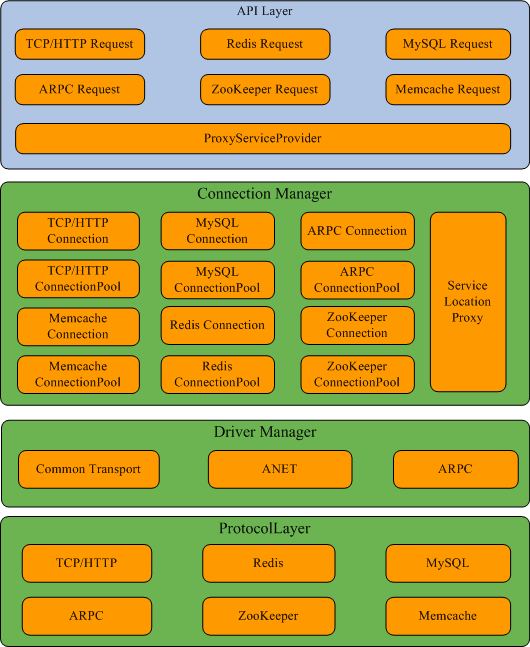 API Layer
TCP/HTTP Request
Redis Request
MySQL Request
ARPC Request
ZooKeeper Request
Memcache Request
ProxyServiceProvider
Connection Manager
TCP/HTTP
Connection
MySQL
Connection
ARPC Connection
TCP/HTTP
ConnectionPool
MySQL
ConnectionPool
ARPC
ConnectionPool
Memcache
Connection
Redis Connection
ZooKeeper
Connection
Memcache
ConnectionPool
Redis
ConnectionPool
ZooKeeper
ConnectionPool
Service
Location
Proxy
Driver Manager
Common Transport
ANET
ARPC
ProtocolLayer
TCP/HTTP
Redis
MySQL
ARPC
ZooKeeper
Memcache